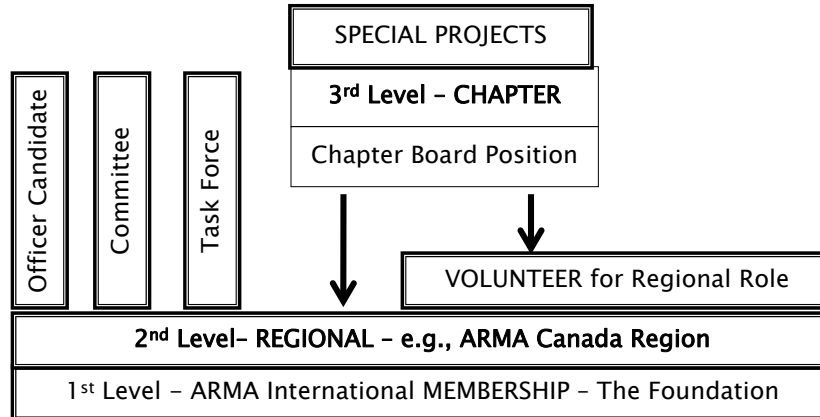 SPECIAL PROJECTS
3rd Level – CHAPTER
Chapter Board Position
Officer Candidate
Committee
Task Force
VOLUNTEER for Regional Role
2nd Level– REGIONAL – e.g., ARMA Canada Region
1st Level – ARMA International MEMBERSHIP – The Foundation